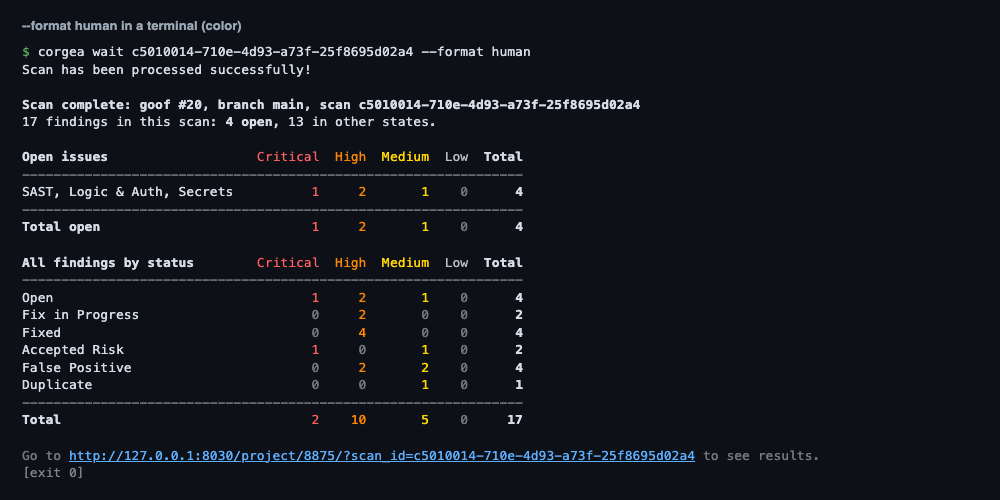 --format human in a terminal (color)
$ corgea wait c5010014-710e-4d93-a73f-25f8695d02a4 --format human
Scan has been processed successfully!
Scan complete: goof #20, branch main, scan c5010014-710e-4d93-a73f-25f8695d02a4
17 findings in this scan: 4 open, 13 in other states.
Open issues Critical High Medium Low Total
SAST, Logic & Auth, Secrets 1 2 1 0 4
Total open 1 2 1 0 4
All findings by status Critical High Medium Low Total
Open 1 2 1 0 4
Fix in Progress 0 2 0 0 2
Fixed 0 4 0 0 4
Accepted Risk 1 0 1 0 2
False Positive 0 2 2 0 4
Duplicate 0 0 1 0 1
Total 2 10 5 0 17
Go to http://127.0.0.1:8030/project/8875/?scan_id=c5010014-710e-4d93-a73f-25f8695d02a4 to see results.
[exit 0]